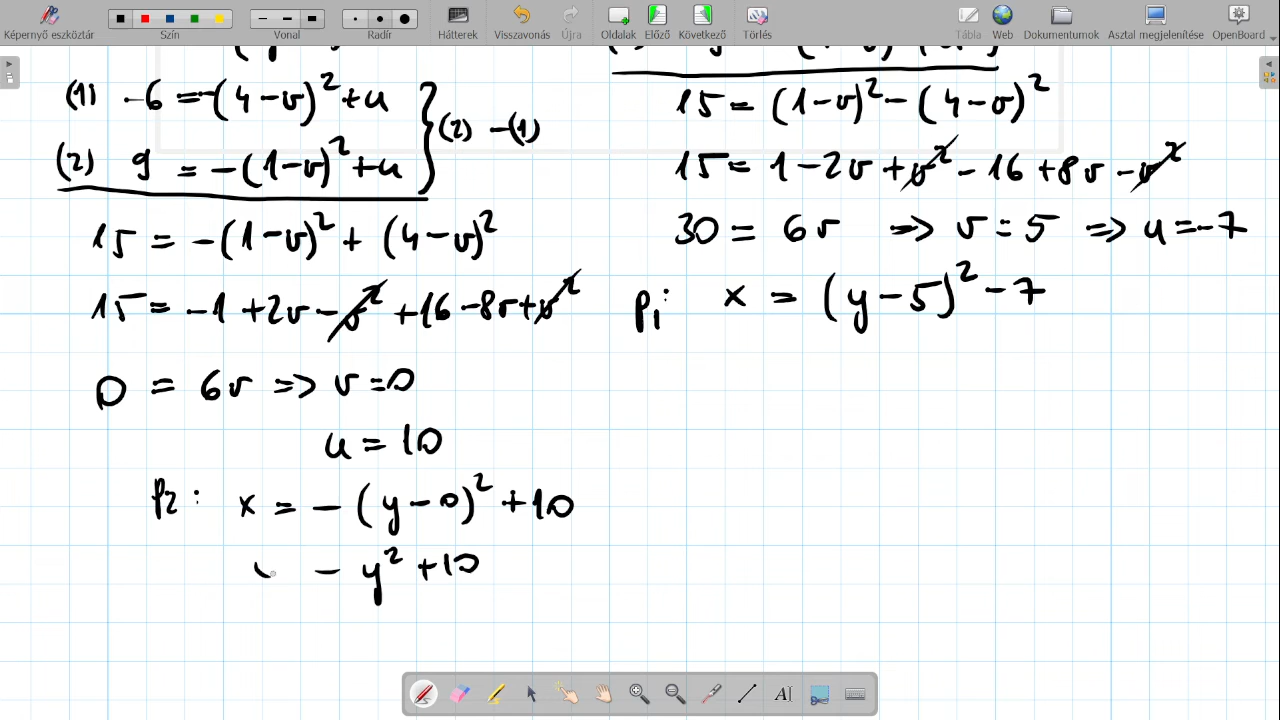 Képernyő eszköztár
Szín
Vonal
Radír
Hátterek
Visszavonás
Újra
Oldalak
Előző
Következő
Törlés
Tábla
Web
Dokumentumok
Asztal megjelenítése
OpenBoard
(1) -6 = -(4-v)² + u
(2) 9 = -(1-v)² + u
(2) - (1)
15 = -(1-v)² + (4-v)²
15 = -1 + 2v - v² + 16 - 8v + v²
0 = 6v => v = 0
u = 10
P2: x = -(y-0)² + 10
- y² + 10
15 = (1-v)² - (4-v)²
15 = 1 - 2v + v² - 16 + 8v - v²
30 = 6v => v = 5 => u = -7
P1: x = (y-5)² - 7
AI